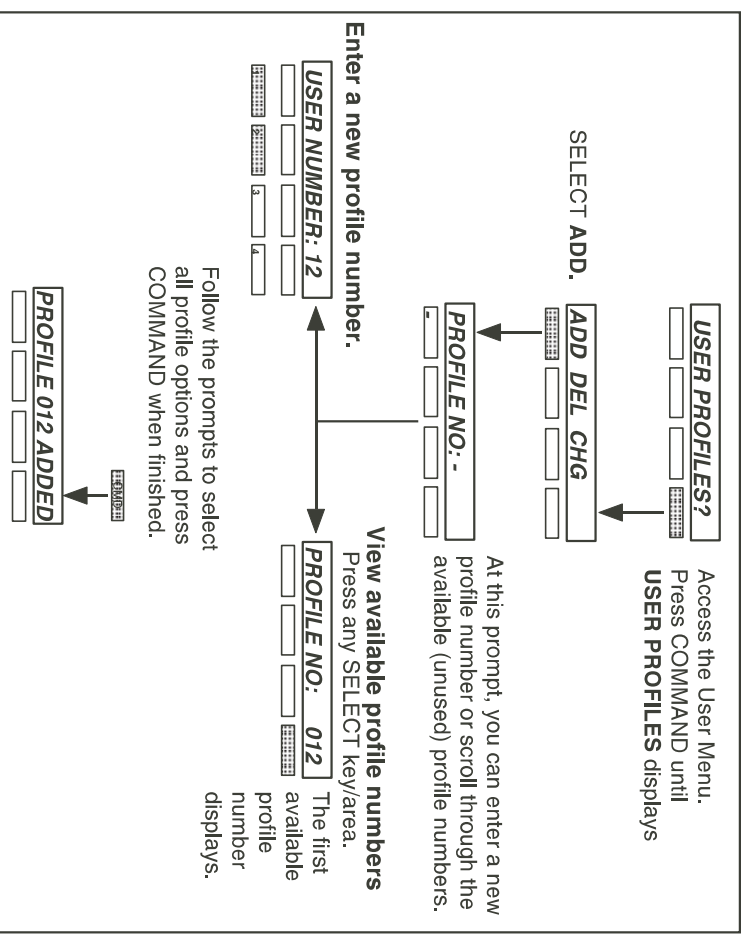 USER PROFILES?
Access the User Menu.
Press COMMAND until
USER PROFILES displays
SELECT ADD.
ADD DEL CHG
PROFILE NO: -
-
At this prompt, you can enter a new
profile number or scroll through the
available (unused) profile numbers.
Enter a new profile number.
USER NUMBER: 12
1 2 3 4
View available profile numbers
Press any SELECT key/area.
PROFILE NO: 012
The first
available
profile
number
displays.
Follow the prompts to select
all profile options and press
COMMAND when finished.
CMD
PROFILE 012 ADDED